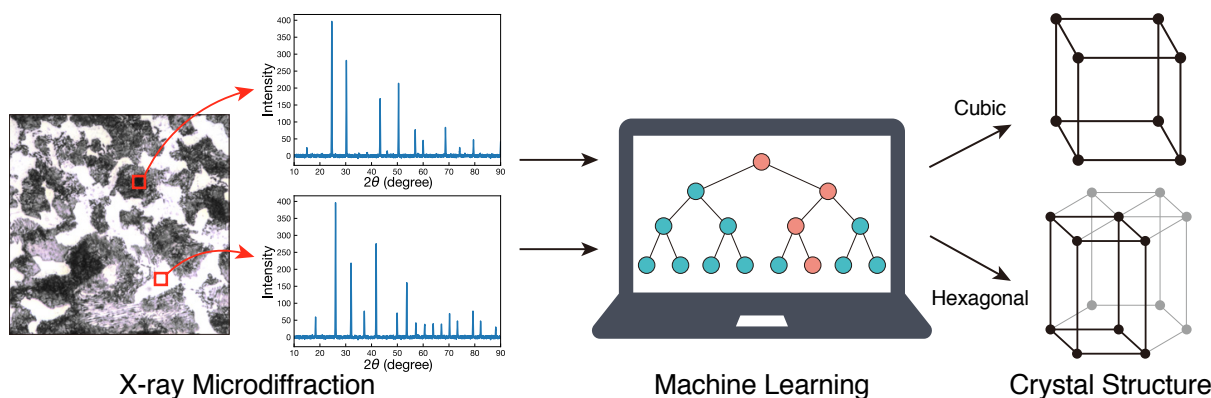 400
350
300
250
200
150
100
50
0
Intensity
10 20 30 40 50 60 70 80 90
2θ (degree)
400
350
300
250
200
150
100
50
0
Intensity
10 20 30 40 50 60 70 80 90
2θ (degree)
Cubic
Hexagonal
X-ray Microdiffraction
Machine Learning
Crystal Structure